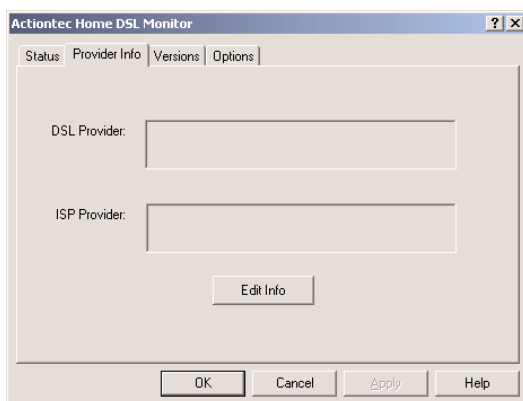 Actiontec Home DSL Monitor
Status Provider Info Versions Options
DSL Provider:
ISP Provider:
Edit Info
OK Cancel Apply Help